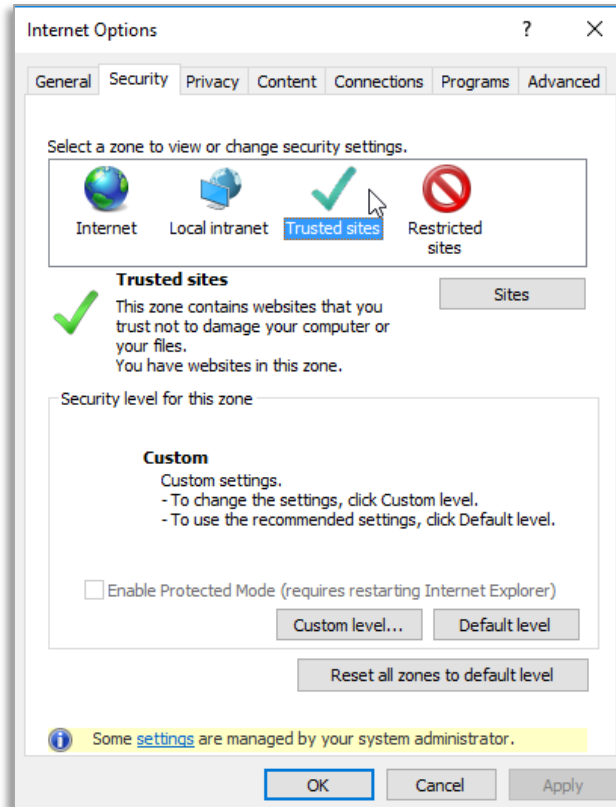 Internet Options ?
General Security Privacy Content Connections Programs Advanced
Select a zone to view or change security settings.
Internet Local intranet Trusted sites Restricted
sites
Trusted sites
Sites
This zone contains websites that you
trust not to damage your computer or
your files.
You have websites in this zone.
Security level for this zone
Custom
Custom settings.
- To change the settings, click Custom level.
- To use the recommended settings, click Default level.
Enable Protected Mode (requires restarting Internet Explorer)
Custom level... Default level
Reset all zones to default level
Some settings are managed by your system administrator.
OK Cancel Apply